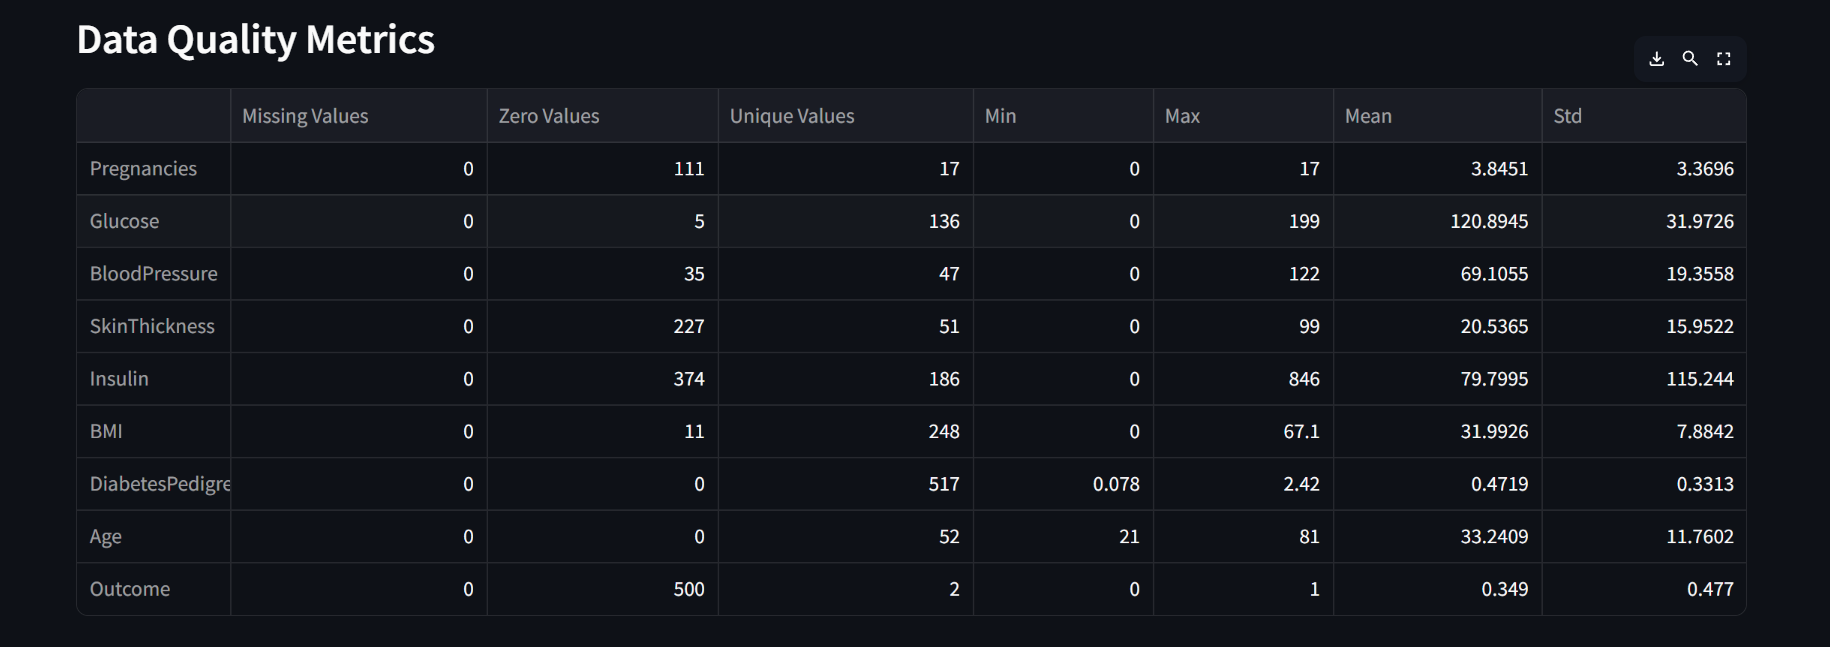 Data Quality Metrics
Missing Values Zero Values Unique Values Min Max Mean Std
Pregnancies 0 111 17 0 17 3.8451 3.3696
Glucose 0 5 136 0 199 120.8945 31.9726
BloodPressure 0 35 47 0 122 69.1055 19.3558
SkinThickness 0 227 51 0 99 20.5365 15.9522
Insulin 0 374 186 0 846 79.7995 115.244
BMI 0 11 248 0 67.1 31.9926 7.8842
DiabetesPedigre 0 0 517 0.078 2.42 0.4719 0.3313
Age 0 0 52 21 81 33.2409 11.7602
Outcome 0 500 2 0 1 0.349 0.477